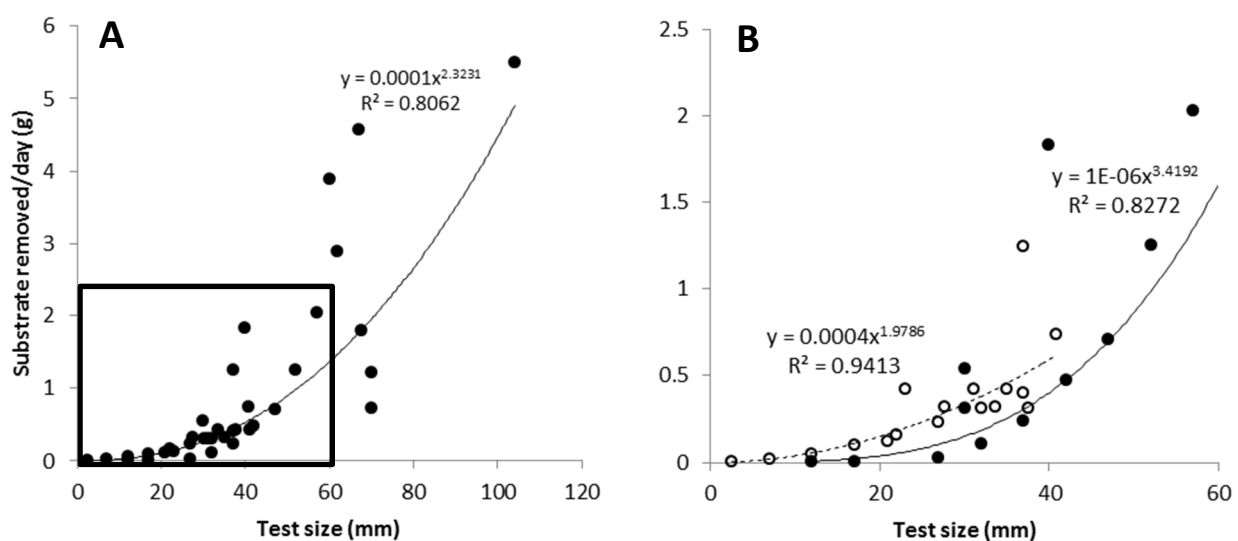 A
y = 0.0001x^2.3231
R² = 0.8062
Substrate removed/day (g)
6
5
4
3
2
1
0
0 20 40 60 80 100 120
Test size (mm)
B
y = 1E-06x^3.4192
R² = 0.8272
y = 0.0004x^1.9786
R² = 0.9413
2.5
2
1.5
1
0.5
0
0 20 40 60
Test size (mm)